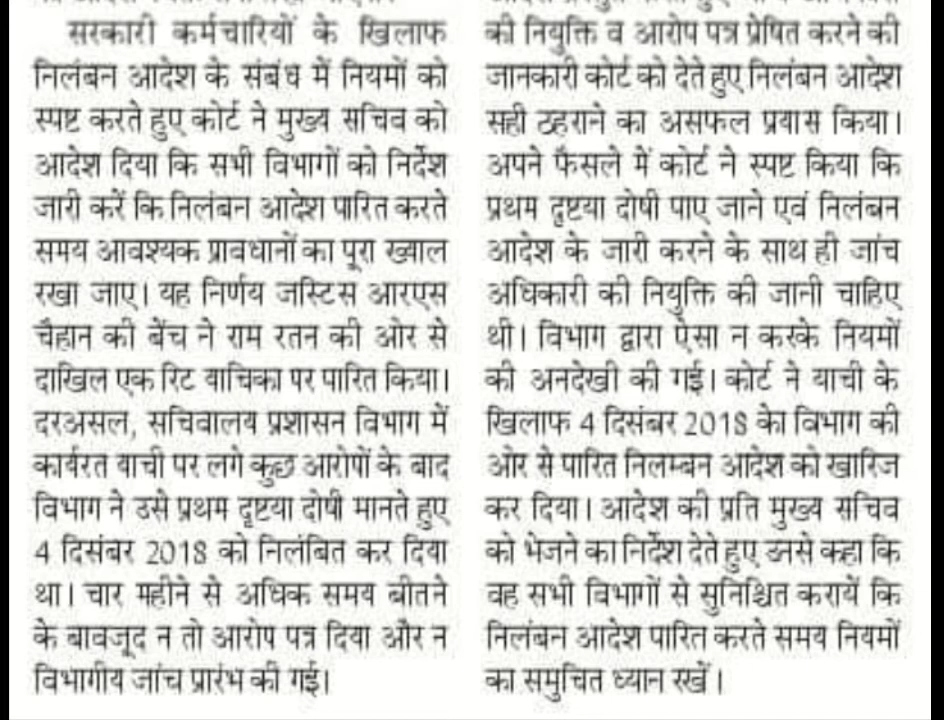 सरकारी कर्मचारियों के खिलाफ
निलंबन आदेश के संबंध में नियमों को
स्पष्ट करते हुए कोर्ट ने मुख्य सचिव को
आदेश दिया कि सभी विभागों को निर्देश
जारी करें कि निलंबन आदेश पारित करते
समय आवश्यक प्रावधानों का पूरा ख्याल
रखा जाए। यह निर्णय जस्टिस आरएस
चैहान की बेंच ने राम रतन की ओर से
दाखिल एक रिट याचिका पर पारित किया।
दरअसल, सचिवालय प्रशासन विभाग में
कार्यरत याची पर लगे कुछ आरोपों के बाद
विभाग ने उसे प्रथम दृष्टया दोषी मानते हुए
4 दिसंबर 2018 को निलंबित कर दिया
था। चार महीने से अधिक समय बीतने
के बावजूद न तो आरोप पत्र दिया और न
विभागीय जांच प्रारंभ की गई।
की नियुक्ति व आरोप पत्र प्रेषित करने की
जानकारी कोर्ट को देते हुए निलंबन आदेश
सही ठहराने का असफल प्रयास किया।
अपने फैसले में कोर्ट ने स्पष्ट किया कि
प्रथम दृष्टया दोषी पाए जाने एवं निलंबन
आदेश के जारी करने के साथ ही जांच
अधिकारी की नियुक्ति की जानी चाहिए
थी। विभाग द्वारा ऐसा न करके नियमों
की अनदेखी की गई। कोर्ट ने याची के
खिलाफ 4 दिसंबर 2018 को विभाग की
ओर से पारित निलम्बन आदेश को खारिज
कर दिया। आदेश की प्रति मुख्य सचिव
को भेजने का निर्देश देते हुए उनसे कहा कि
वह सभी विभागों से सुनिश्चित करायें कि
निलंबन आदेश पारित करते समय नियमों
का समुचित ध्यान रखें।